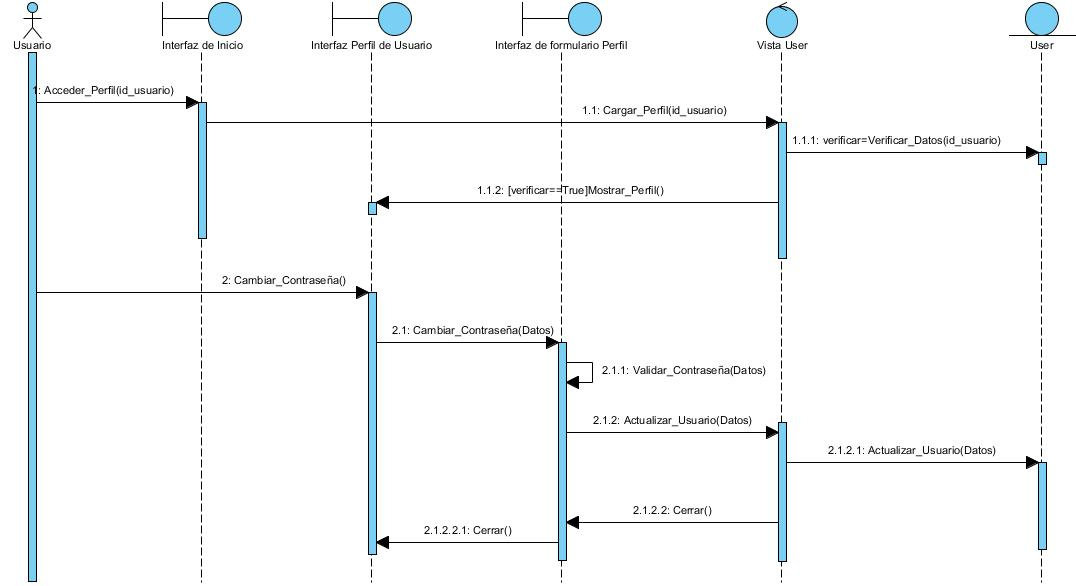 Usuario
Interfaz de Inicio
Interfaz Perfil de Usuario
Interfaz de formulario Perfil
Vista User
User
1: Acceder_Perfil(id_usuario)
1.1: Cargar_Perfil(id_usuario)
1.1.1: verificar=Verificar_Datos(id_usuario)
1.1.2: [verificar==True]Mostrar_Perfil()
2: Cambiar_Contraseña()
2.1: Cambiar_Contraseña(Datos)
2.1.1: Validar_Contraseña(Datos)
2.1.2: Actualizar_Usuario(Datos)
2.1.2.1: Actualizar_Usuario(Datos)
2.1.2.2: Cerrar()
2.1.2.2.1: Cerrar()